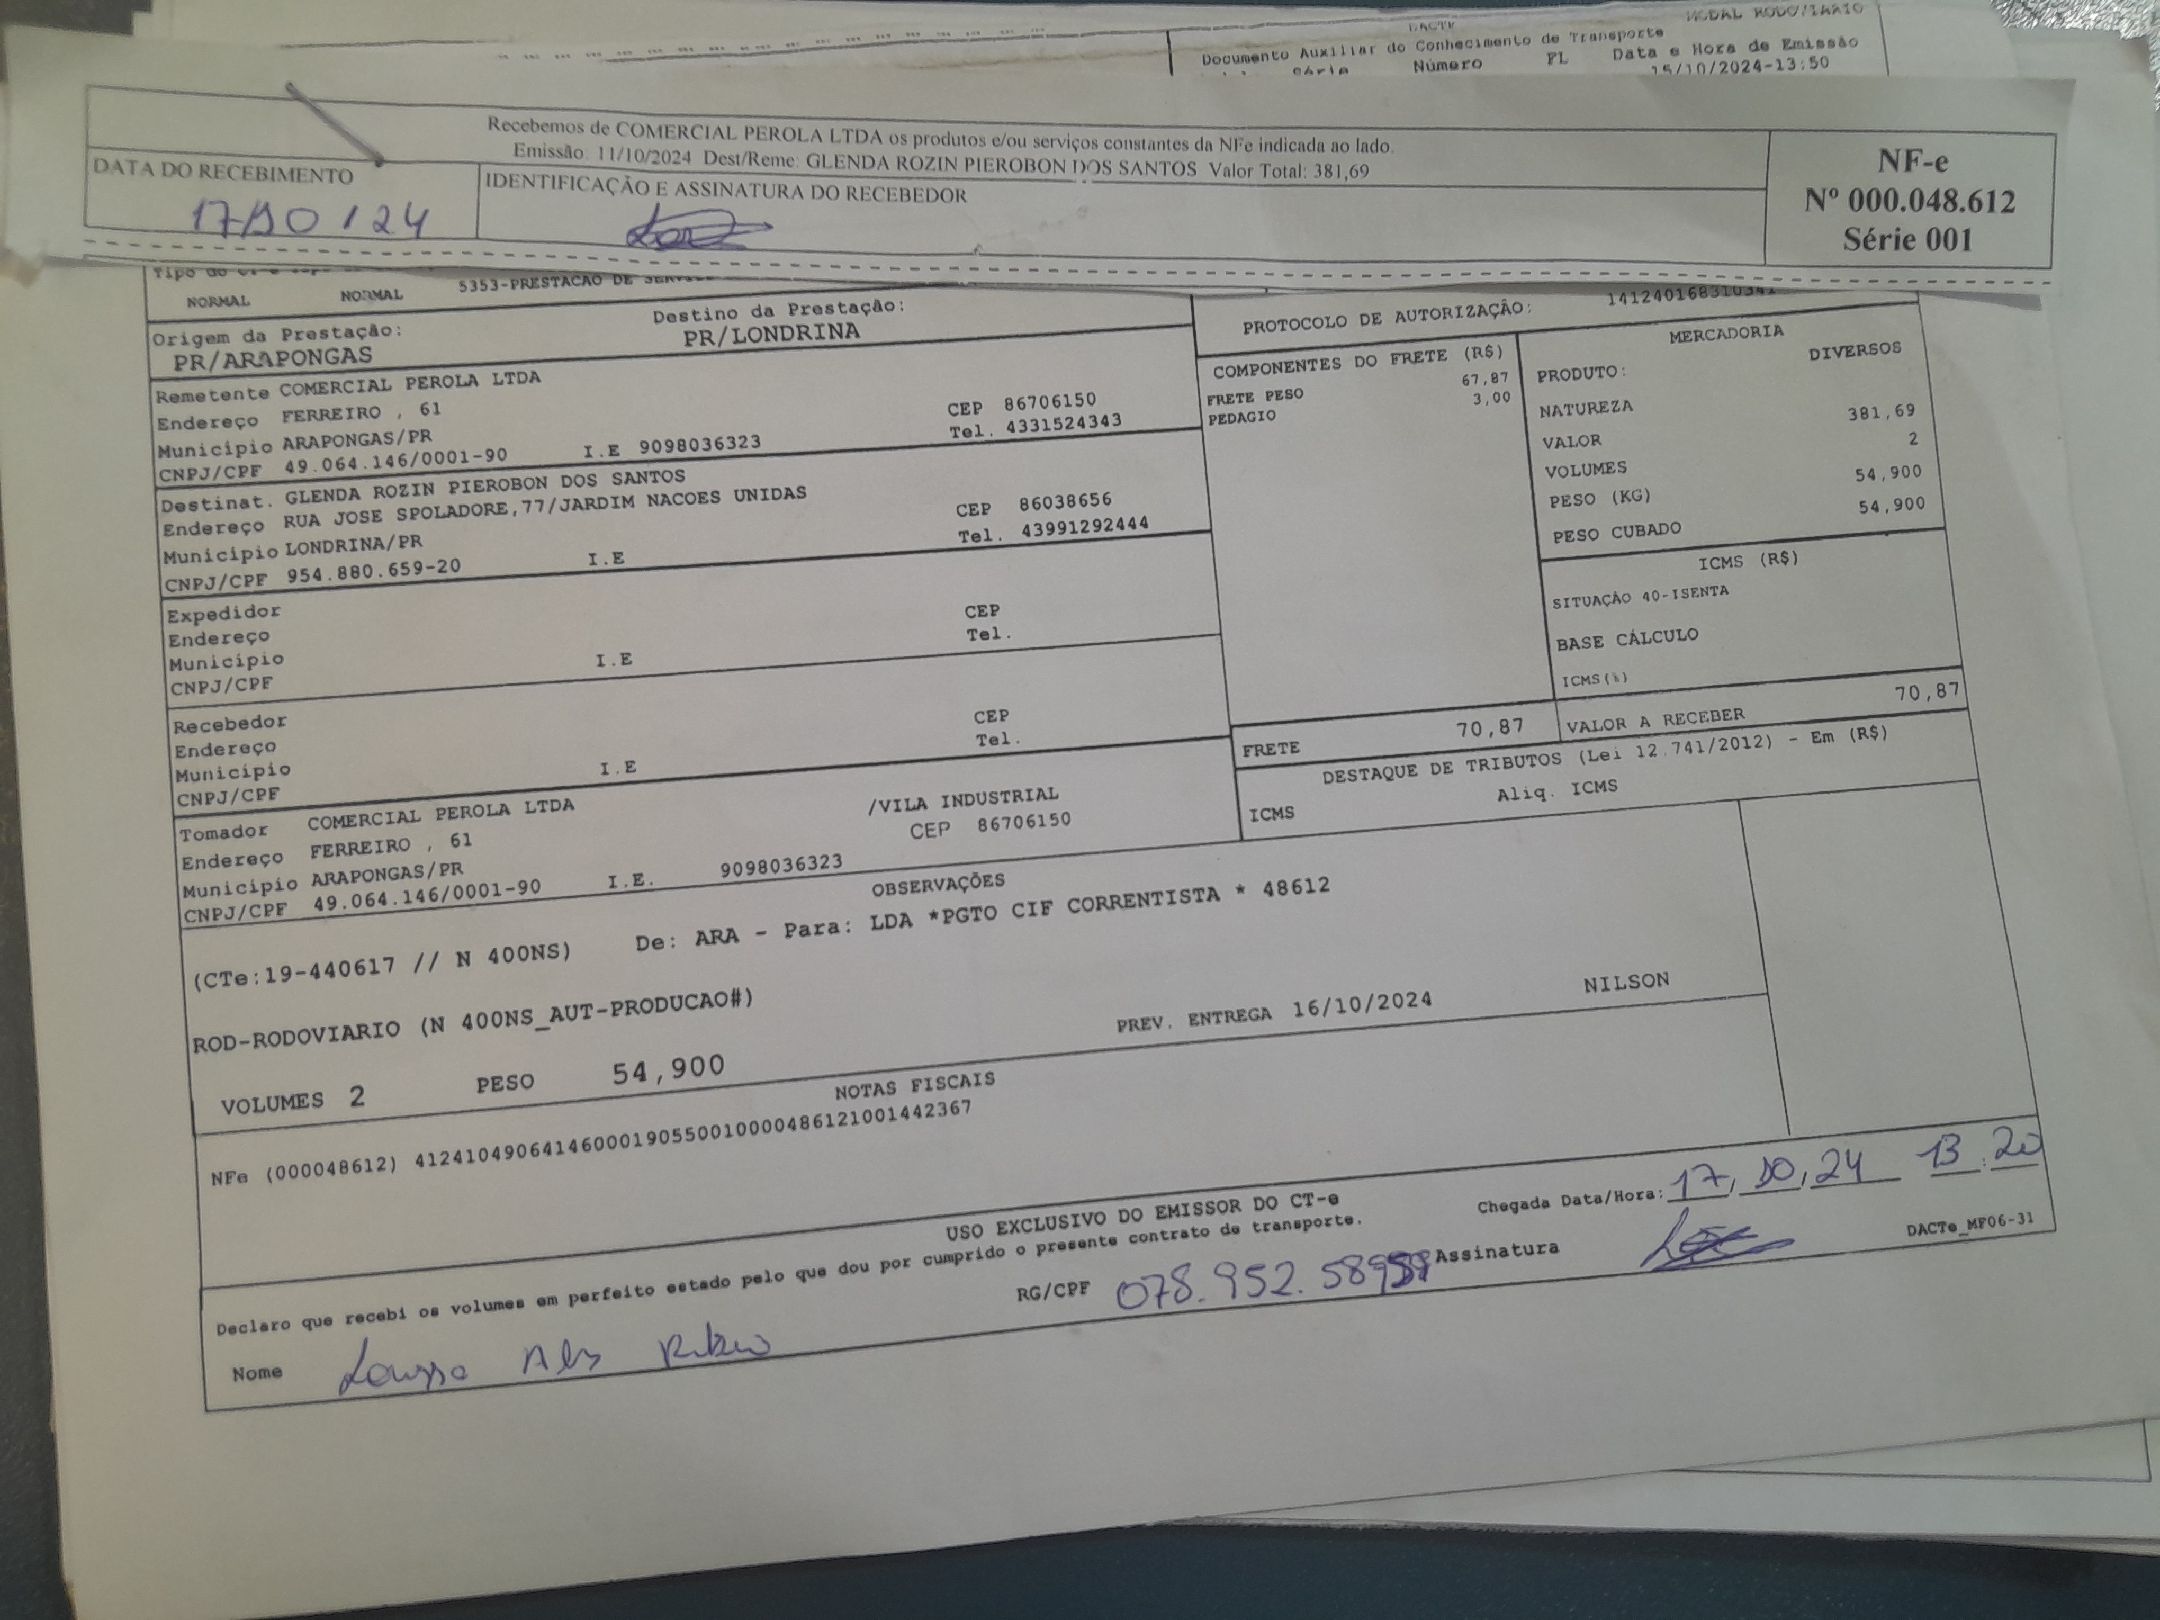 DACTE
MODAL RODOVIARIO
Documento Auxiliar do Conhecimento de Transporte
Série Número FL Data e Hora de Emissão
15/10/2024-13:50
Recebemos de COMERCIAL PEROLA LTDA os produtos e/ou serviços constantes da NFe indicada ao lado.
Emissão: 11/10/2024 Dest/Reme: GLENDA ROZIN PIEROBON DOS SANTOS Valor Total: 381,69
DATA DO RECEBIMENTO
17/10/24
IDENTIFICAÇÃO E ASSINATURA DO RECEBEDOR
NF-e
Nº 000.048.612
Série 001
Tipo do CT-e
NORMAL NORMAL 5353-PRESTACAO DE
Origem da Prestação: Destino da Prestação:
PR/ARAPONGAS PR/LONDRINA
Remetente COMERCIAL PEROLA LTDA
Endereço FERREIRO , 61 CEP 86706150
Município ARAPONGAS/PR Tel. 4331524343
CNPJ/CPF 49.064.146/0001-90 I.E 9098036323
Destinat. GLENDA ROZIN PIEROBON DOS SANTOS
Endereço RUA JOSE SPOLADORE,77/JARDIM NACOES UNIDAS CEP 86038656
Município LONDRINA/PR Tel. 43991292444
CNPJ/CPF 954.880.659-20 I.E
Expedidor
Endereço CEP
Município Tel.
CNPJ/CPF I.E
Recebedor
Endereço CEP
Município Tel.
CNPJ/CPF I.E
Tomador COMERCIAL PEROLA LTDA
Endereço FERREIRO , 61 /VILA INDUSTRIAL
Município ARAPONGAS/PR CEP 86706150
CNPJ/CPF 49.064.146/0001-90 I.E. 9098036323
PROTOCOLO DE AUTORIZAÇÃO:
COMPONENTES DO FRETE (R$)
FRETE PESO 67,87
PEDAGIO 3,00
MERCADORIA
PRODUTO: DIVERSOS
NATUREZA
VALOR 381,69
VOLUMES 2
PESO (KG) 54,900
PESO CUBADO 54,900
ICMS (R$)
SITUAÇÃO 40-ISENTA
BASE CÁLCULO
ICMS(%)
FRETE 70,87 VALOR A RECEBER 70,87
DESTAQUE DE TRIBUTOS (Lei 12.741/2012) - Em (R$)
ICMS Aliq. ICMS
OBSERVAÇÕES
(CTe:19-440617 // N 400NS) De: ARA - Para: LDA *PGTO CIF CORRENTISTA * 48612
ROD-RODOVIARIO (N 400NS_AUT-PRODUCAO#)
PREV. ENTREGA 16/10/2024 NILSON
VOLUMES 2 PESO 54,900
NOTAS FISCAIS
NFe (000048612) 41241049064146000190550010000486121001442367
USO EXCLUSIVO DO EMISSOR DO CT-e
Chegada Data/Hora: 17/10/24 13:20
Declaro que recebi os volumes em perfeito estado pelo que dou por cumprido o presente contrato de transporte.
RG/CPF 078.952.589 Assinatura
DACTe_MF06-31
Nome